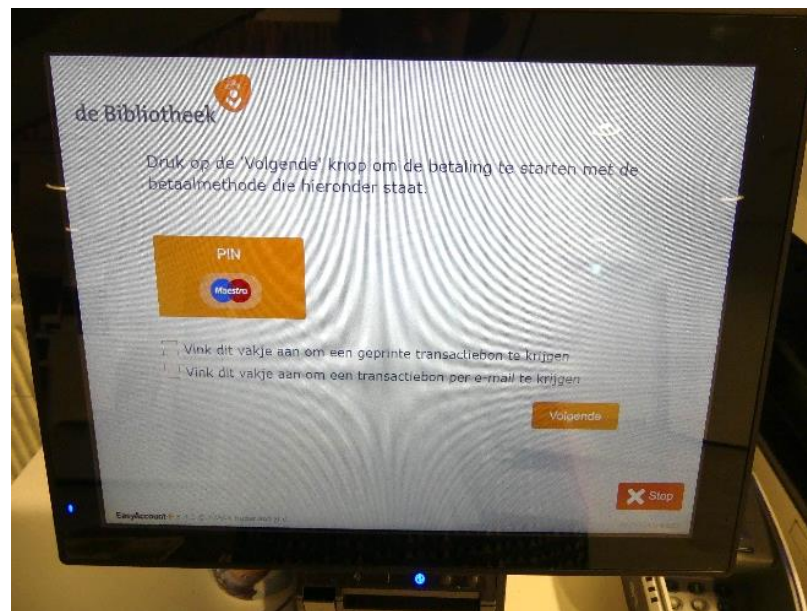 de Bibliotheek
Druk op de 'Volgende' knop om de betaling te starten met de
betaalmethode die hieronder staat.
PIN
Maestro
Vink dit vakje aan om een geprinte transactiebon te krijgen
Vink dit vakje aan om een transactiebon per e-mail te krijgen
Volgende
Stop
EasyAccount